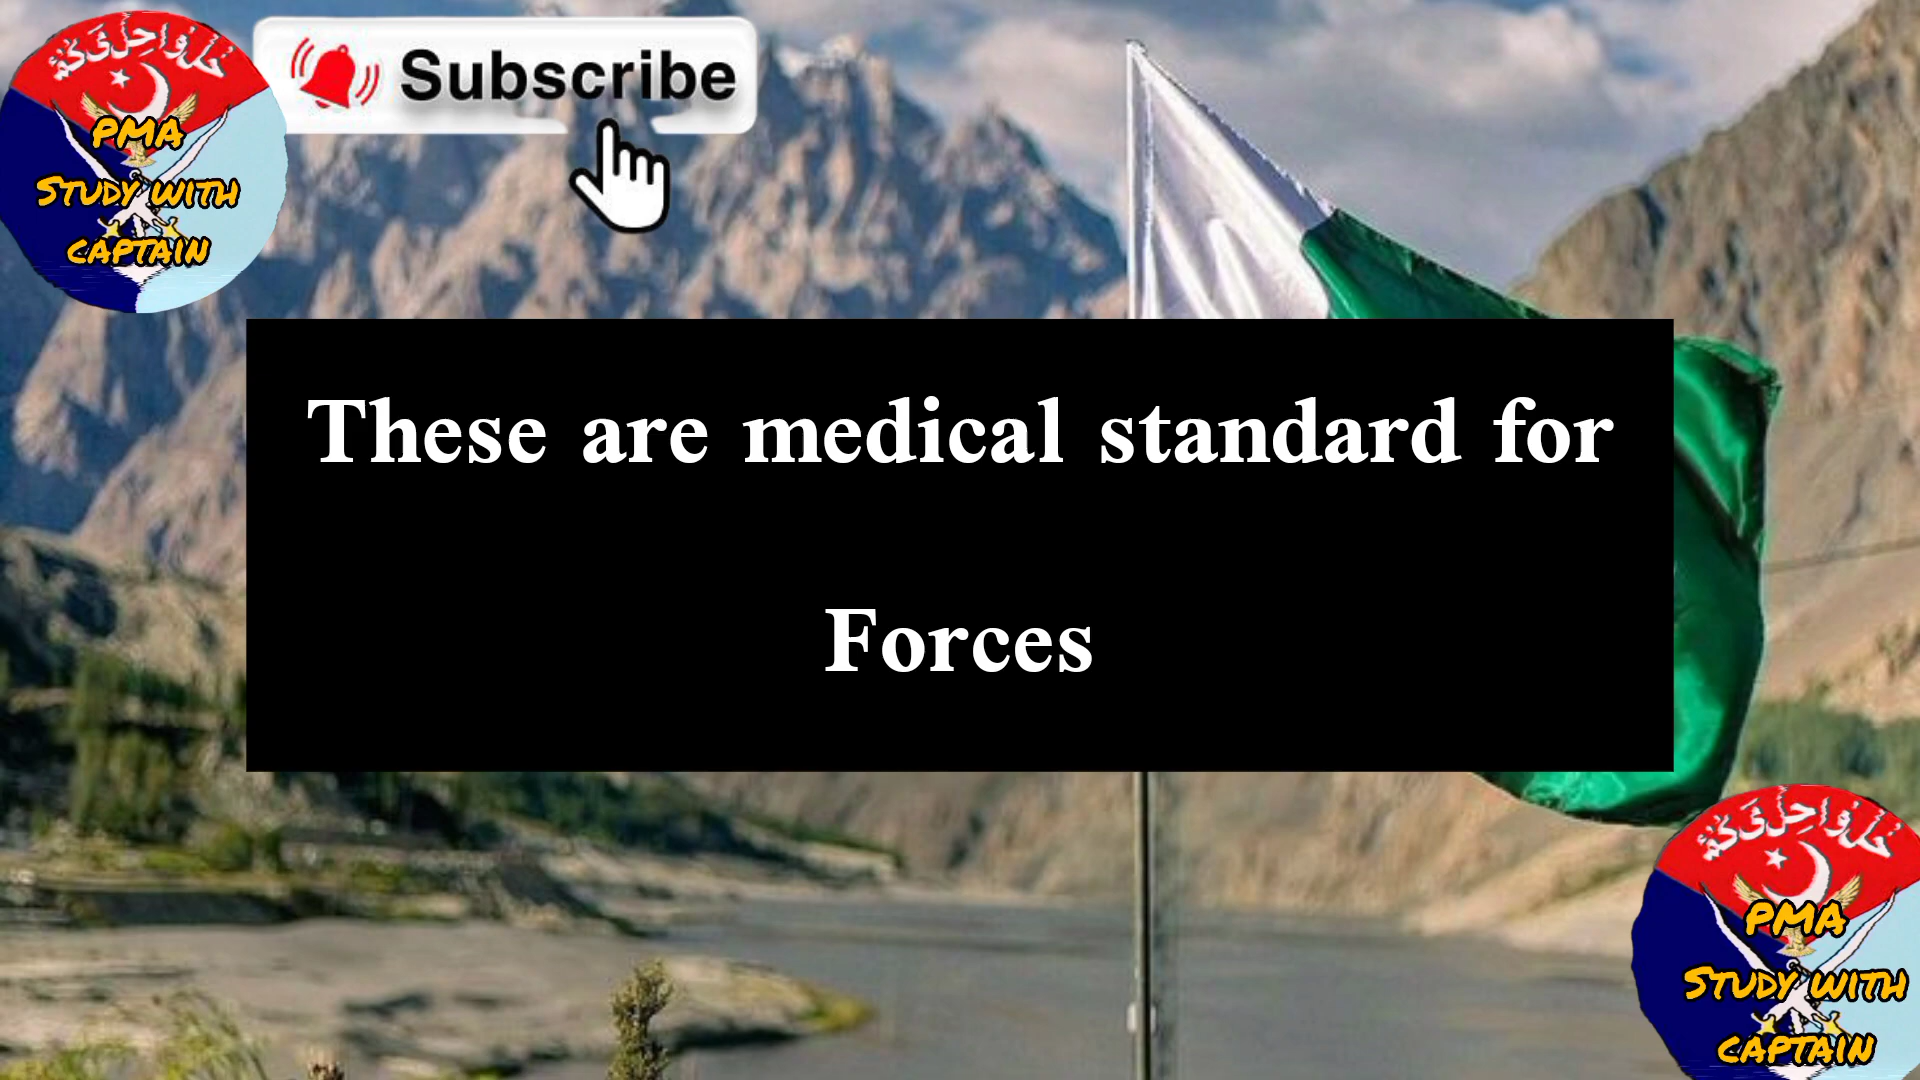 Subscribe
PMA
STUDY WITH
CAPTAIN
These are medical standard for
Forces
PMA
STUDY WITH
CAPTAIN